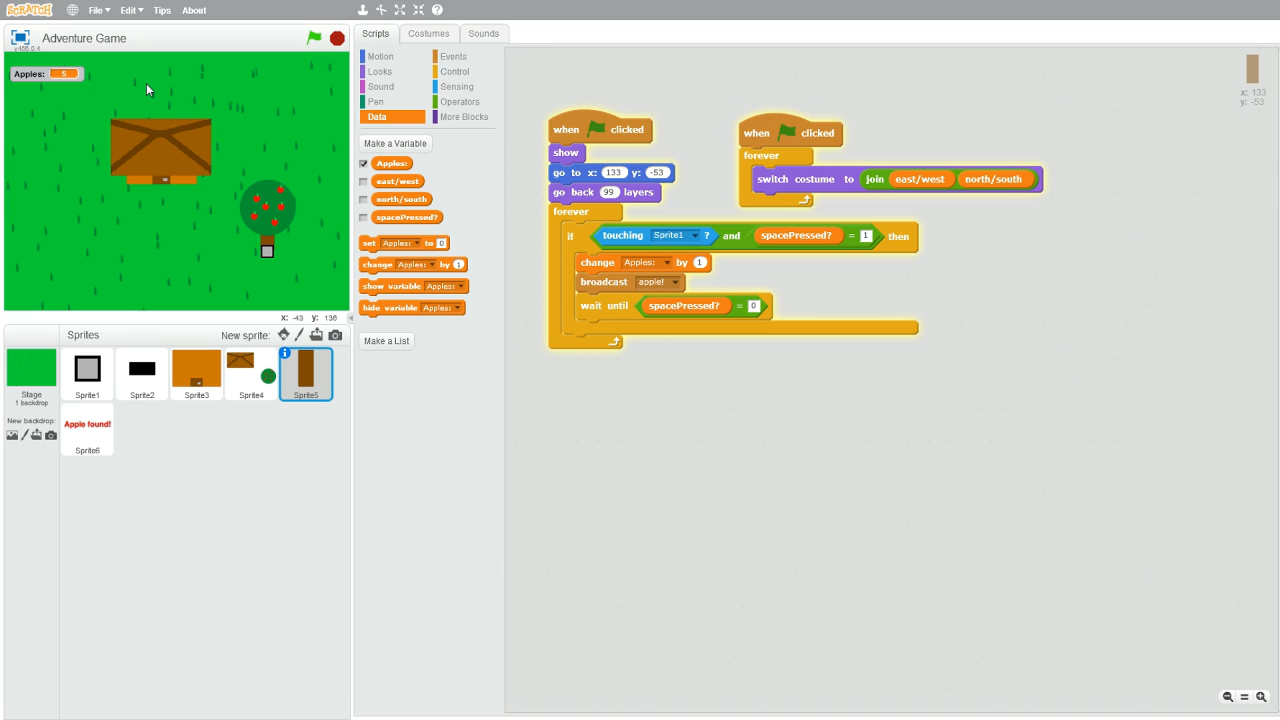 SCRATCH File Edit Tips About
Adventure Game
v456.0.4
Apples: 5
x: -43 y: 136
Sprites New sprite:
Stage
1 backdrop
New backdrop:
Sprite1 Sprite2 Sprite3 Sprite4 Sprite5
Apple found!
Sprite6
Scripts Costumes Sounds
Motion Events
Looks Control
Sound Sensing
Pen Operators
Data More Blocks
Make a Variable
Apples:
east/west
north/south
spacePressed?
set Apples: to 0
change Apples: by 1
show variable Apples:
hide variable Apples:
Make a List
when clicked
show
go to x: 133 y: -53
go back 99 layers
forever
if touching Sprite1 ? and spacePressed? = 1 then
change Apples: by 1
broadcast apple!
wait until spacePressed? = 0
when clicked
forever
switch costume to join east/west north/south
x: 133
y: -53